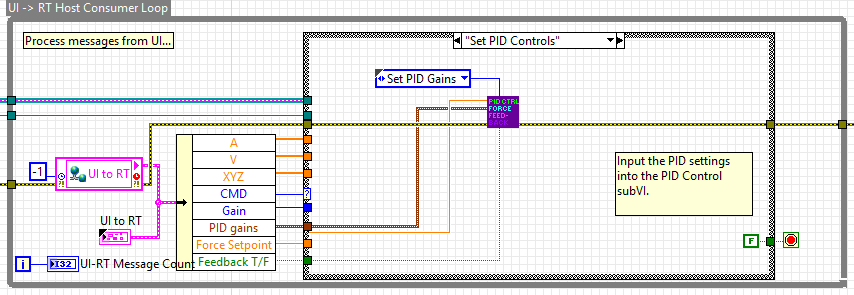 UI -> RT Host Consumer Loop
Process messages from UI...
"Set PID Controls"
Set PID Gains
PID CTRL
FORCE
FEED-
A
V
XYZ
CMD
Gain
PID gains
Force Setpoint
Feedback T/F
-1
UI to RT
?!
?!
UI to RT
i
I32
UI-RT Message Count
?
Input the PID settings
into the PID Control
subVI.
F